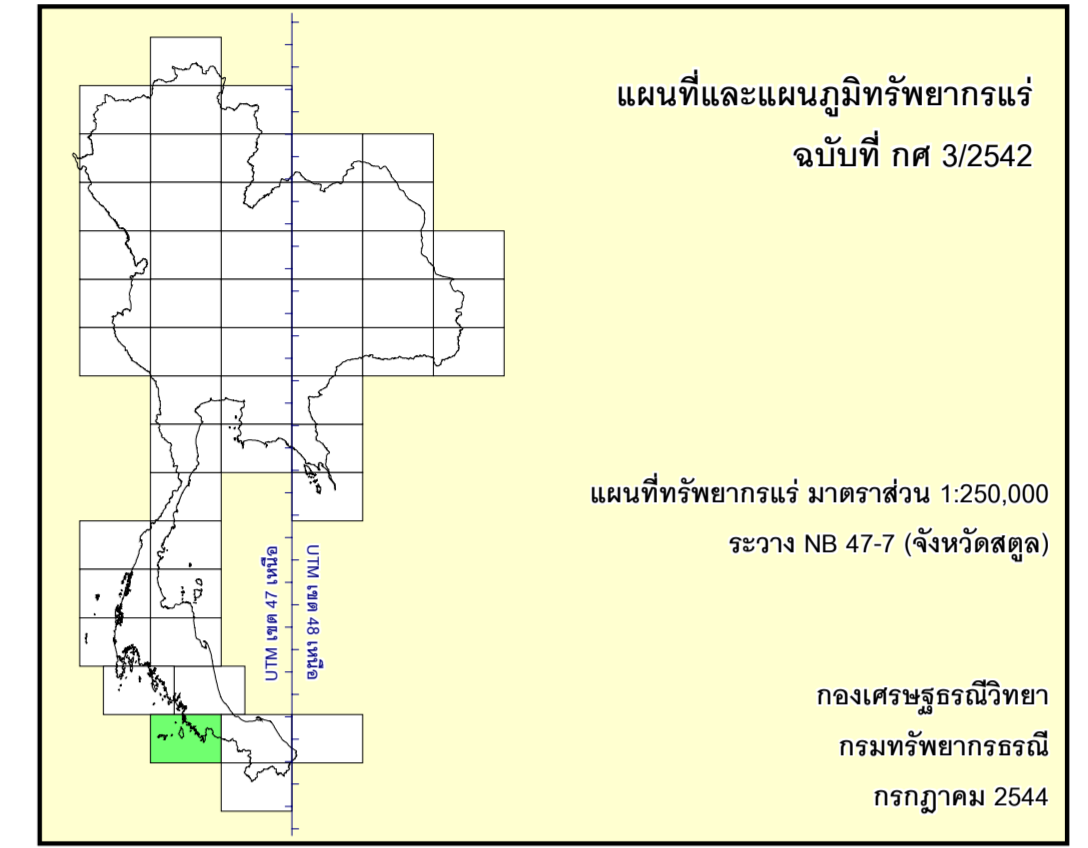 แผนที่และแผนภูมิทรัพยากรแร่
ฉบับที่ กศ 3/2542
แผนที่ทรัพยากรแร่ มาตราส่วน 1:250,000
ระวาง NB 47-7 (จังหวัดสตูล)
UTM เขต 47 เหนือ
UTM เขต 48 เหนือ
กองเศรษฐธรณีวิทยา
กรมทรัพยากรธรณี
กรกฎาคม 2544